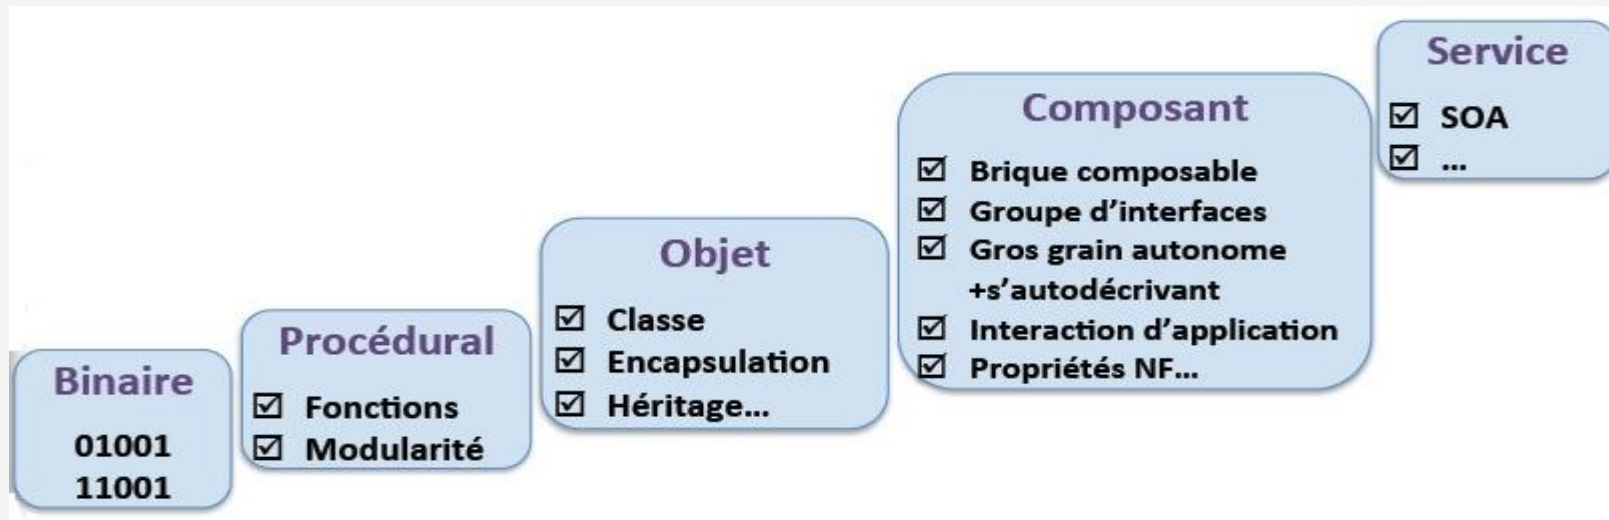 Binaire
01001
11001
Procédural
☑ Fonctions
☑ Modularité
Objet
☑ Classe
☑ Encapsulation
☑ Héritage...
Composant
☑ Brique composable
☑ Groupe d’interfaces
☑ Gros grain autonome
+s’autodécrivant
☑ Interaction d’application
☑ Propriétés NF...
Service
☑ SOA
☑ ...